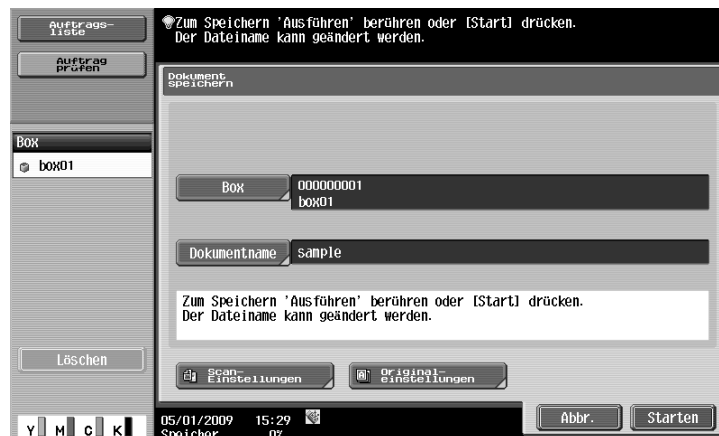 Auftrags-
liste
Auftrag
prüfen
Zum Speichern 'Ausführen' berühren oder [Start] drücken.
Der Dateiname kann geändert werden.
Dokument
speichern
Box
box01
Box
000000001
box01
Dokumentname
sample
Zum Speichern 'Ausführen' berühren oder [Start] drücken.
Der Dateiname kann geändert werden.
Löschen
Scan-
Einstellungen
Original-
einstellungen
Y M C K
05/01/2009 15:29
Speicher 0%
Abbr.
Starten